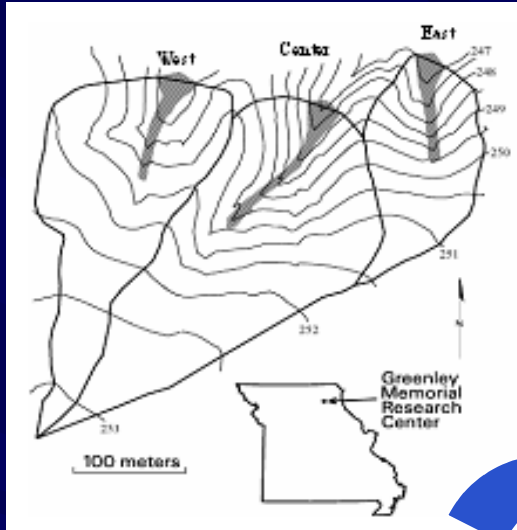 East
West
Center
247
248
249
250
251
N
252
Greenley
Memorial
Research
Center
253
100 meters